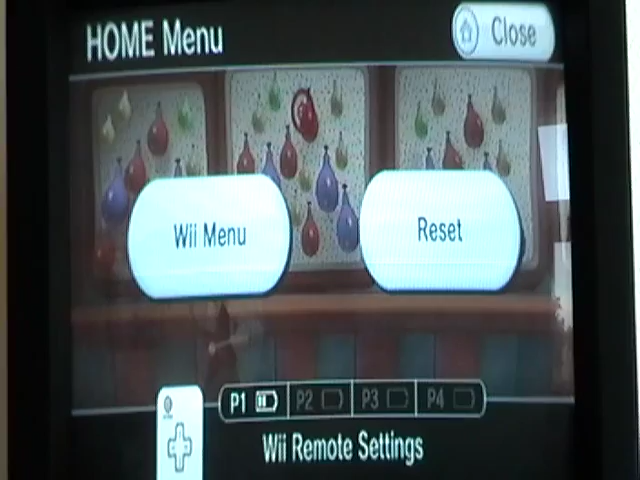 HOME Menu
Close
Wii Menu
Reset
P1 P2 P3 P4
Wii Remote Settings